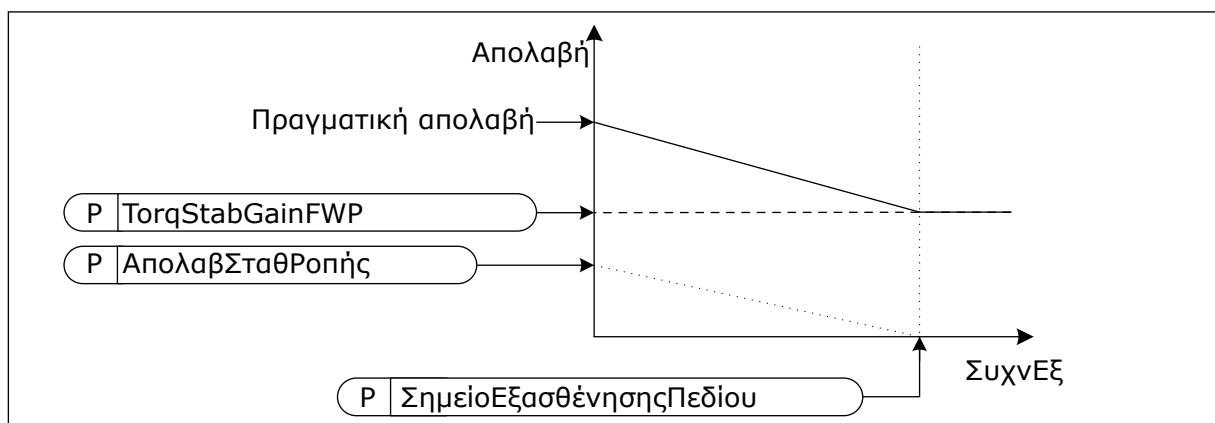 Απολαβή
Πραγματική απολαβή
P TorqStabGainFWP
P ΑπολαβΣταθΡοπής
ΣυχνΕξ
P ΣημείοΕξασθένησηςΠεδίου